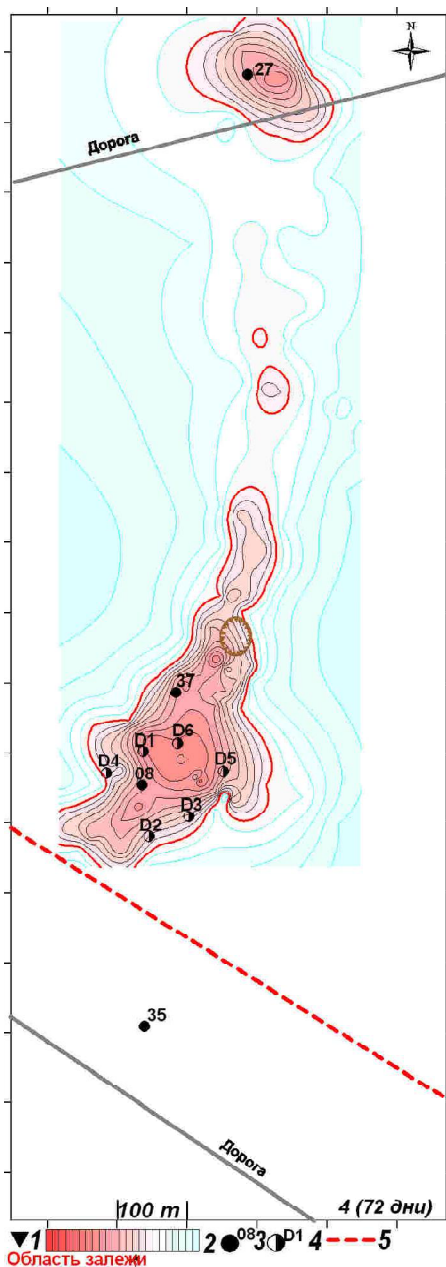 N
27
Дорога
37
D1
D6
D4
D5
08
D3
D2
35
Дорога
100 m
4 (72 дни)
1 2 08 3 D1 4 5
Область залежи